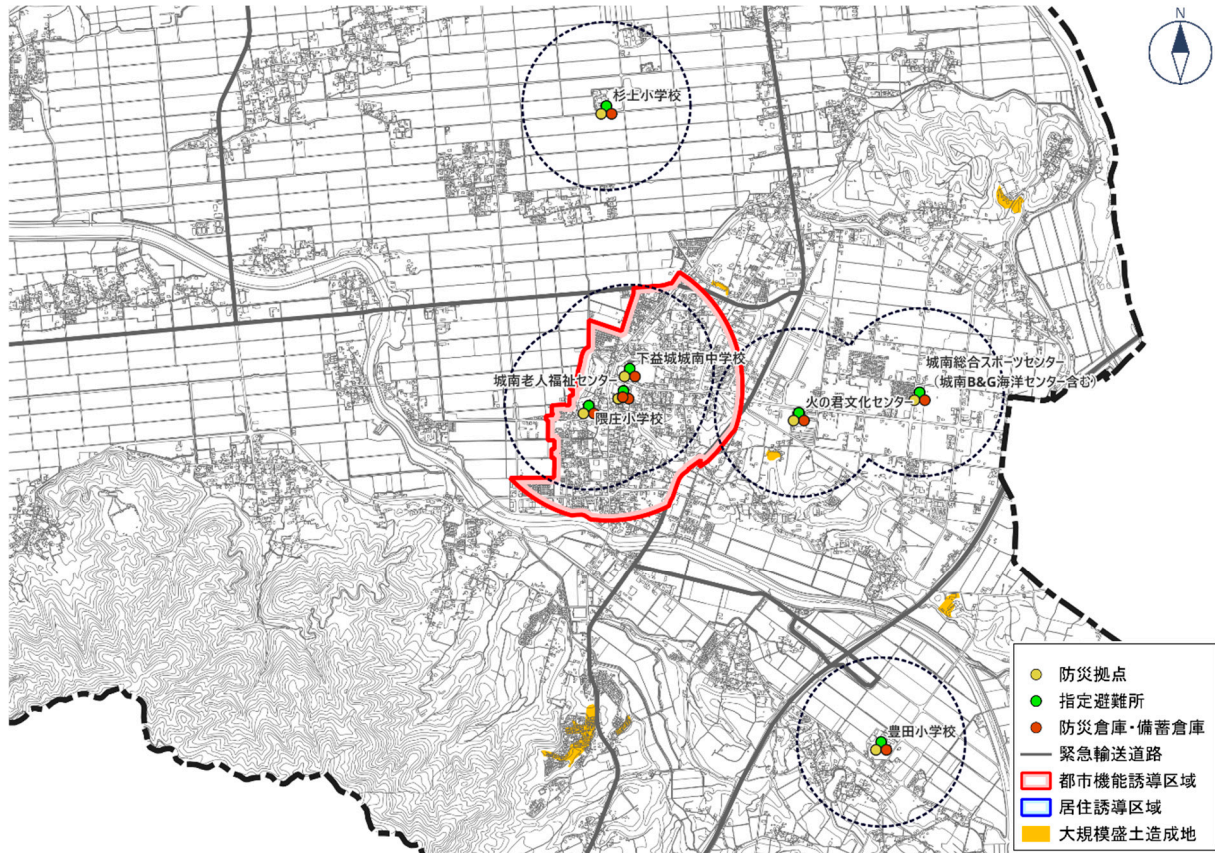 N
杉上小学校
下益城城南中学校
城南老人福祉センター
隈庄小学校
城南総合スポーツセンター
(城南B&G海洋センター含む)
火の君文化センター
豊田小学校
防災拠点
指定避難所
防災倉庫・備蓄倉庫
緊急輸送道路
都市機能誘導区域
居住誘導区域
大規模盛土造成地